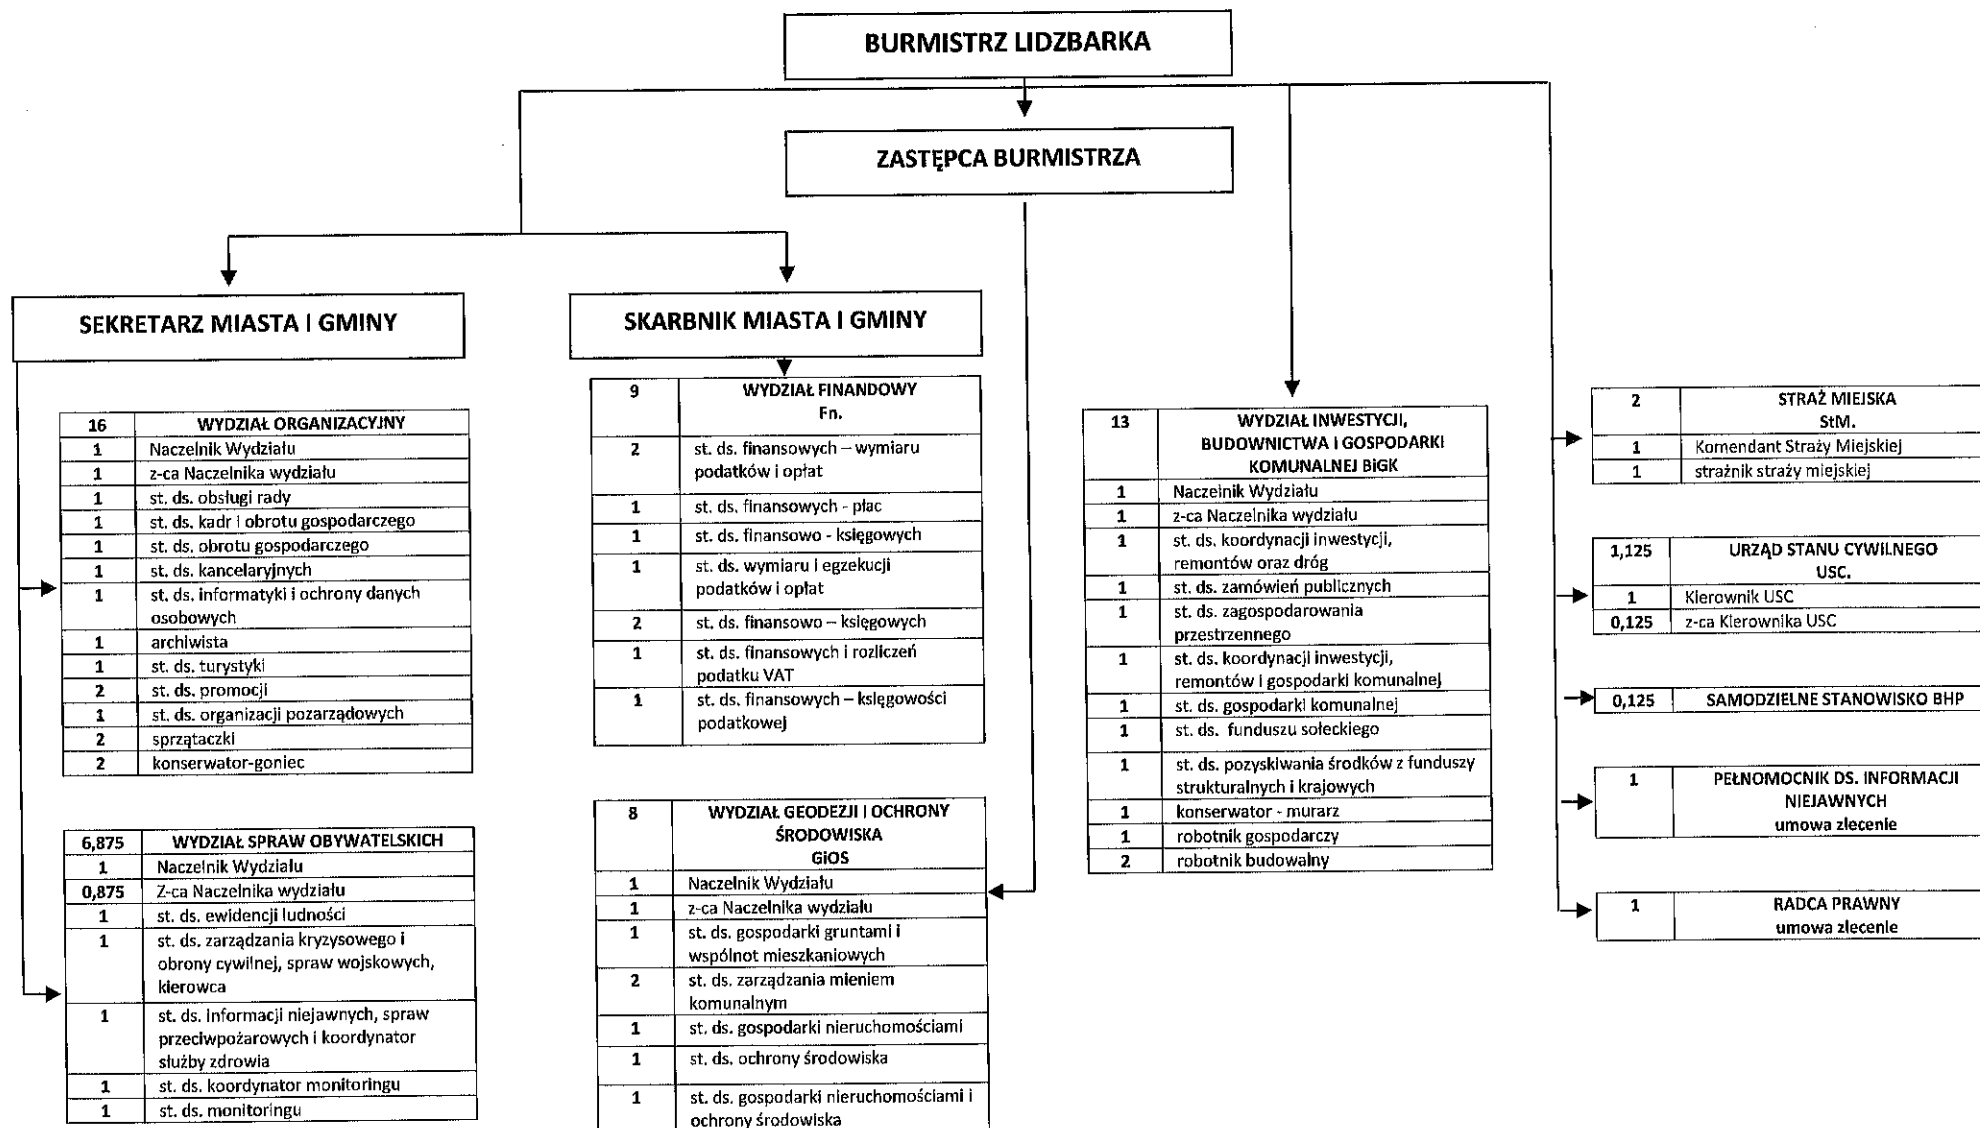 BURMISTRZ LIDZBARKA
ZASTĘPCA BURMISTRZA
SEKRETARZ MIASTA I GMINY
SKARBNIK MIASTA I GMINY
16 WYDZIAŁ ORGANIZACYJNY
1 Naczelnik Wydziału
1 z-ca Naczelnika wydziału
1 st. ds. obsługi rady
1 st. ds. kadr i obrotu gospodarczego
1 st. ds. obrotu gospodarczego
1 st. ds. kancelaryjnych
1 st. ds. informatyki i ochrony danych
osobowych
1 archiwista
1 st. ds. turystyki
2 st. ds. promocji
1 st. ds. organizacji pozarządowych
2 sprzątaczki
2 konserwator-goniec
6,875 WYDZIAŁ SPRAW OBYWATELSKICH
1 Naczelnik Wydziału
0,875 Z-ca Naczelnika wydziału
1 st. ds. ewidencji ludności
1 st. ds. zarządzania kryzysowego i
obrony cywilnej, spraw wojskowych,
kierowca
1 st. ds. informacji niejawnych, spraw
przeciwpożarowych i koordynator
służby zdrowia
1 st. ds. koordynator monitoringu
1 st. ds. monitoringu
9 WYDZIAŁ FINANDOWY
Fn.
2 st. ds. finansowych – wymiaru
podatków i opłat
1 st. ds. finansowych - płac
1 st. ds. finansowo - księgowych
1 st. ds. wymiaru i egzekucji
podatków i opłat
2 st. ds. finansowo – księgowych
1 st. ds. finansowych i rozliczeń
podatku VAT
1 st. ds. finansowych – księgowości
podatkowej
8 WYDZIAŁ GEODEZJI I OCHRONY
ŚRODOWISKA
GiOS
1 Naczelnik Wydziału
1 z-ca Naczelnika wydziału
1 st. ds. gospodarki gruntami i
wspólnot mieszkaniowych
2 st. ds. zarządzania mieniem
komunalnym
1 st. ds. gospodarki nieruchomościami
1 st. ds. ochrony środowiska
1 st. ds. gospodarki nieruchomościami i
ochrony środowiska
13 WYDZIAŁ INWESTYCJI,
BUDOWNICTWA I GOSPODARKI
KOMUNALNEJ BiGK
1 Naczelnik Wydziału
1 z-ca Naczelnika wydziału
1 st. ds. koordynacji inwestycji,
remontów oraz dróg
1 st. ds. zamówień publicznych
1 st. ds. zagospodarowania
przestrzennego
1 st. ds. koordynacji inwestycji,
remontów i gospodarki komunalnej
1 st. ds. gospodarki komunalnej
1 st. ds. funduszu sołeckiego
1 st. ds. pozyskiwania środków z funduszy
strukturalnych i krajowych
1 konserwator - murarz
1 robotnik gospodarczy
2 robotnik budowalny
2 STRAŻ MIEJSKA
StM.
1 Komendant Straży Miejskiej
1 strażnik straży miejskiej
1,125 URZĄD STANU CYWILNEGO
USC.
1 Kierownik USC
0,125 z-ca Kierownika USC
0,125 SAMODZIELNE STANOWISKO BHP
1 PEŁNOMOCNIK DS. INFORMACJI
NIEJAWNYCH
umowa zlecenie
1 RADCA PRAWNY
umowa zlecenie